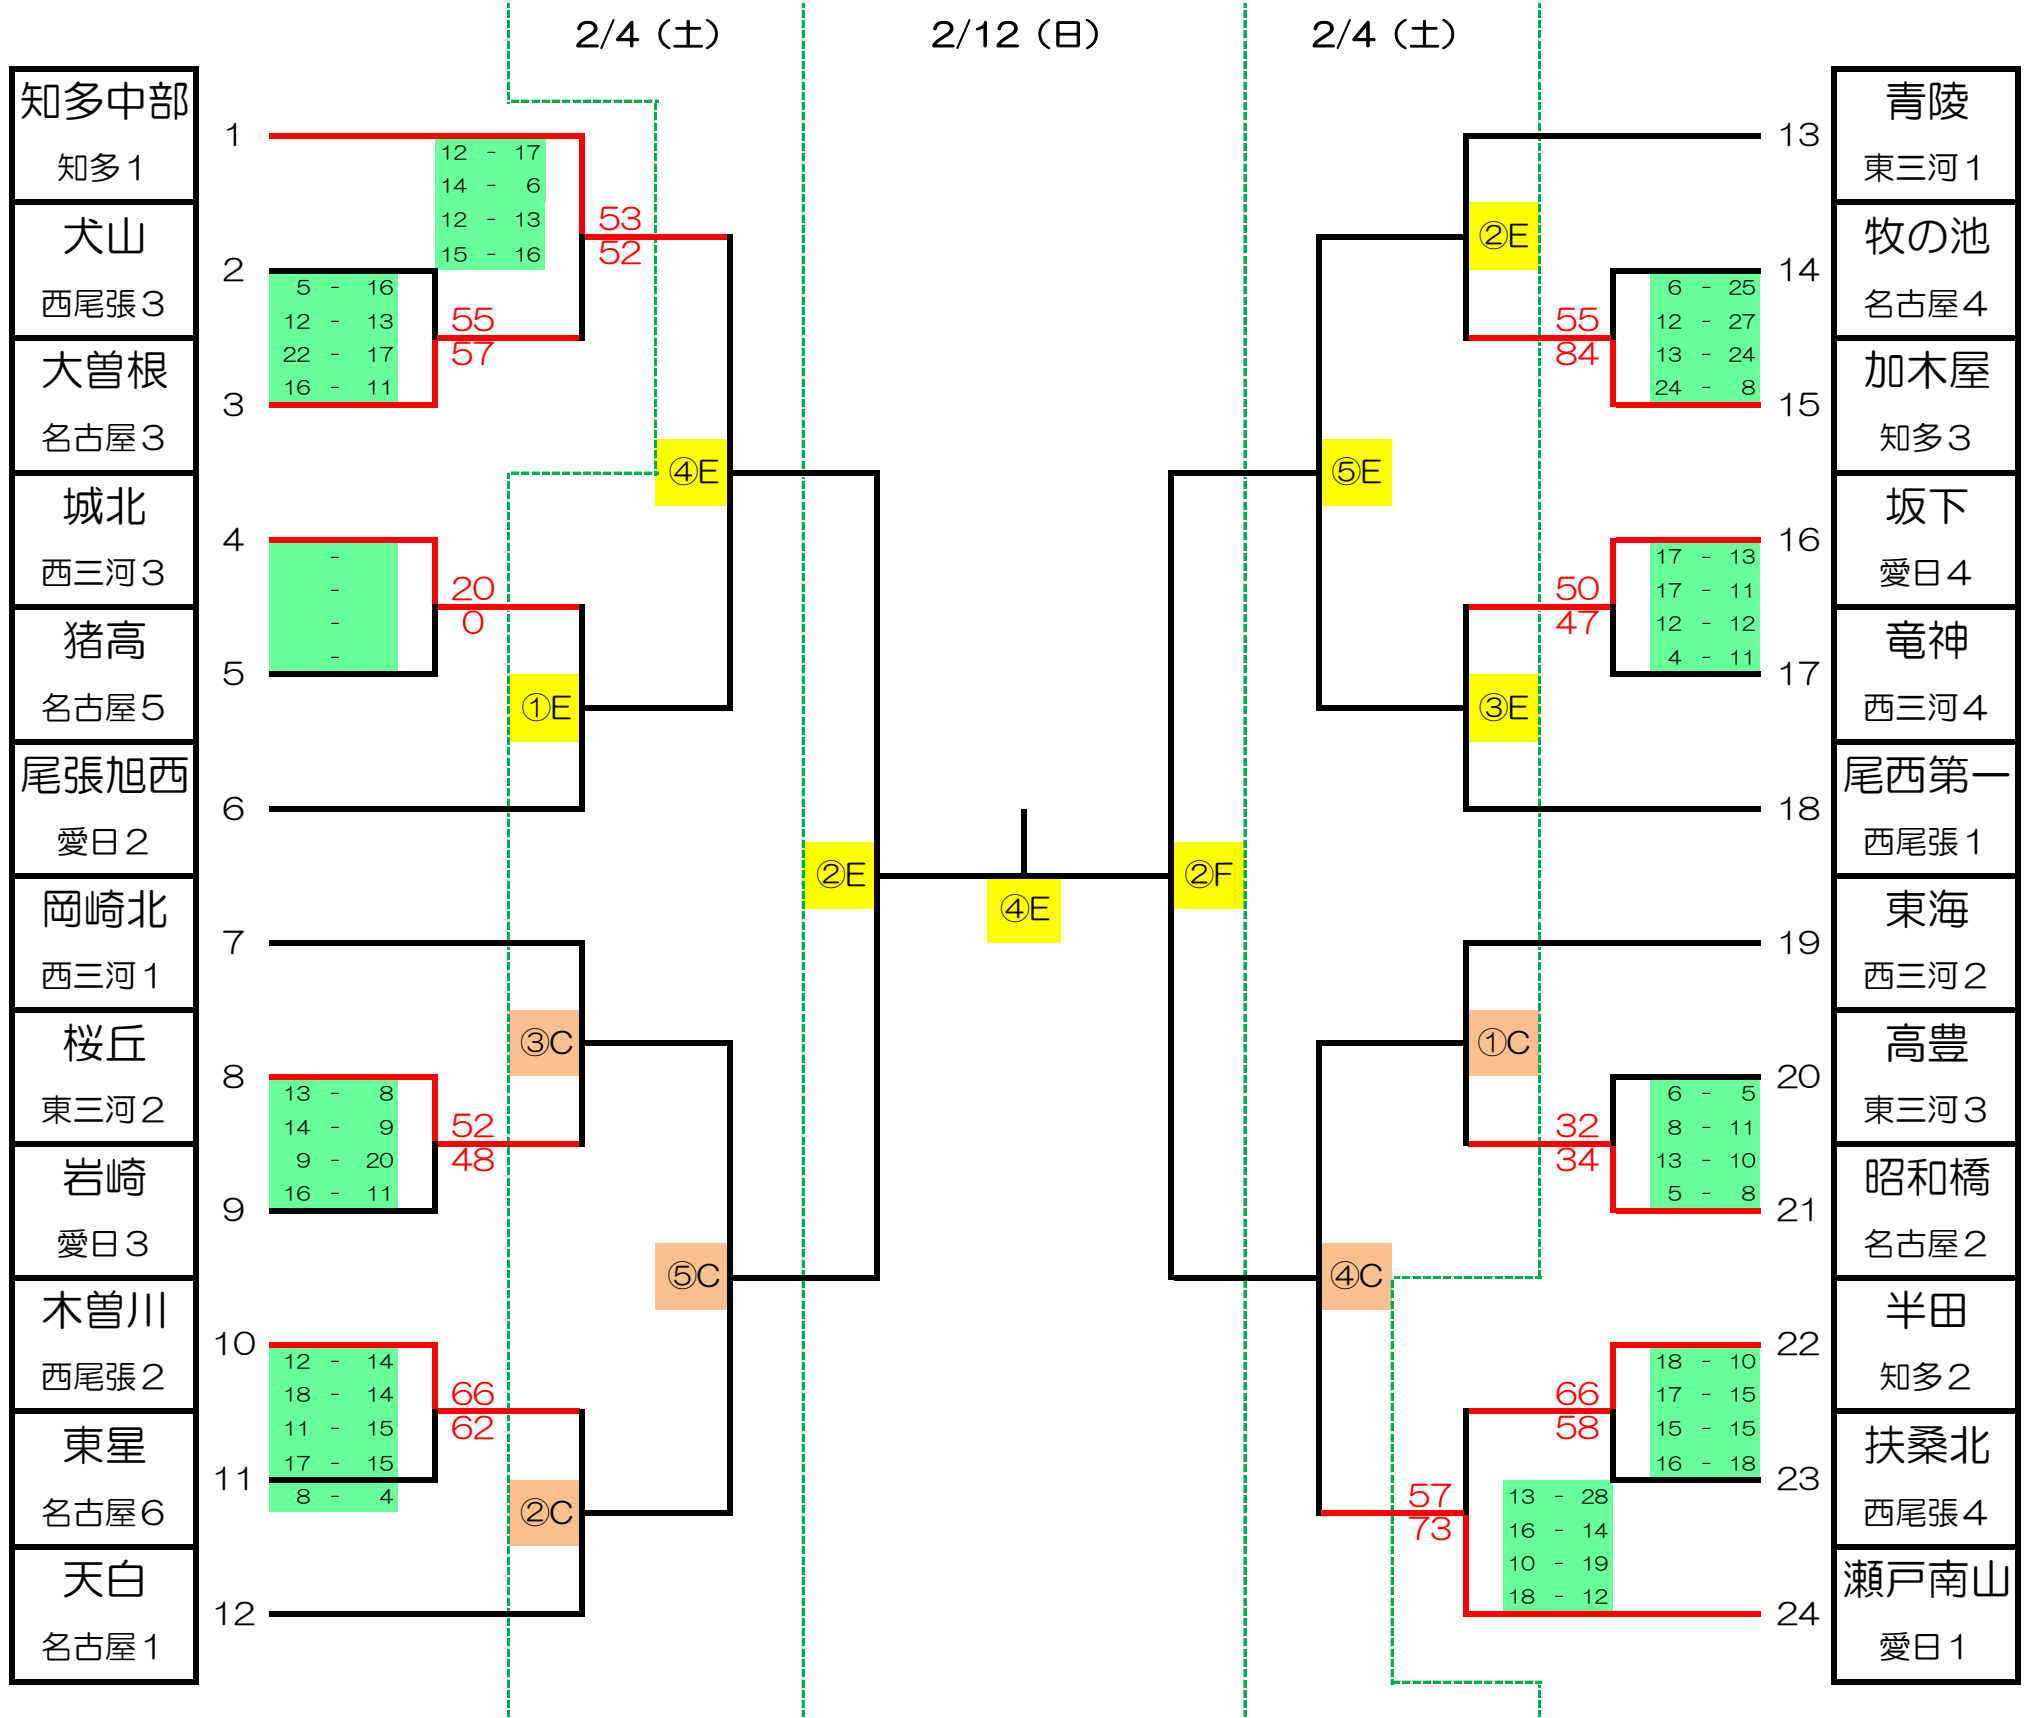 2/4（土）
2/12（日）
2/4（土）
知多中部
知多1
1
犬山
西尾張3
2
大曽根
名古屋3
3
城北
西三河3
4
猪高
名古屋5
5
尾張旭西
愛日2
6
岡崎北
西三河1
7
桜丘
東三河2
8
岩崎
愛日3
9
木曽川
西尾張2
10
東星
名古屋6
11
天白
名古屋1
12
12 - 17
14 - 6
12 - 13
15 - 16
53
52
5 - 16
12 - 13
22 - 17
16 - 11
55
57
④E
-
-
-
-
20
0
①E
③C
13 - 8
14 - 9
9 - 20
16 - 11
52
48
⑤C
12 - 14
18 - 14
11 - 15
17 - 15
8 - 4
66
62
②C
②E
④E
②F
②E
6 - 25
12 - 27
13 - 24
24 - 8
55
84
⑤E
17 - 13
17 - 11
12 - 12
4 - 11
50
47
③E
①C
6 - 5
8 - 11
13 - 10
5 - 8
32
34
④C
18 - 10
17 - 15
15 - 15
16 - 18
66
58
13 - 28
16 - 14
10 - 19
18 - 12
57
73
13
青陵
東三河1
14
牧の池
名古屋4
15
加木屋
知多3
16
坂下
愛日4
17
竜神
西三河4
18
尾西第一
西尾張1
19
東海
西三河2
20
高豊
東三河3
21
昭和橋
名古屋2
22
半田
知多2
23
扶桑北
西尾張4
24
瀬戸南山
愛日1